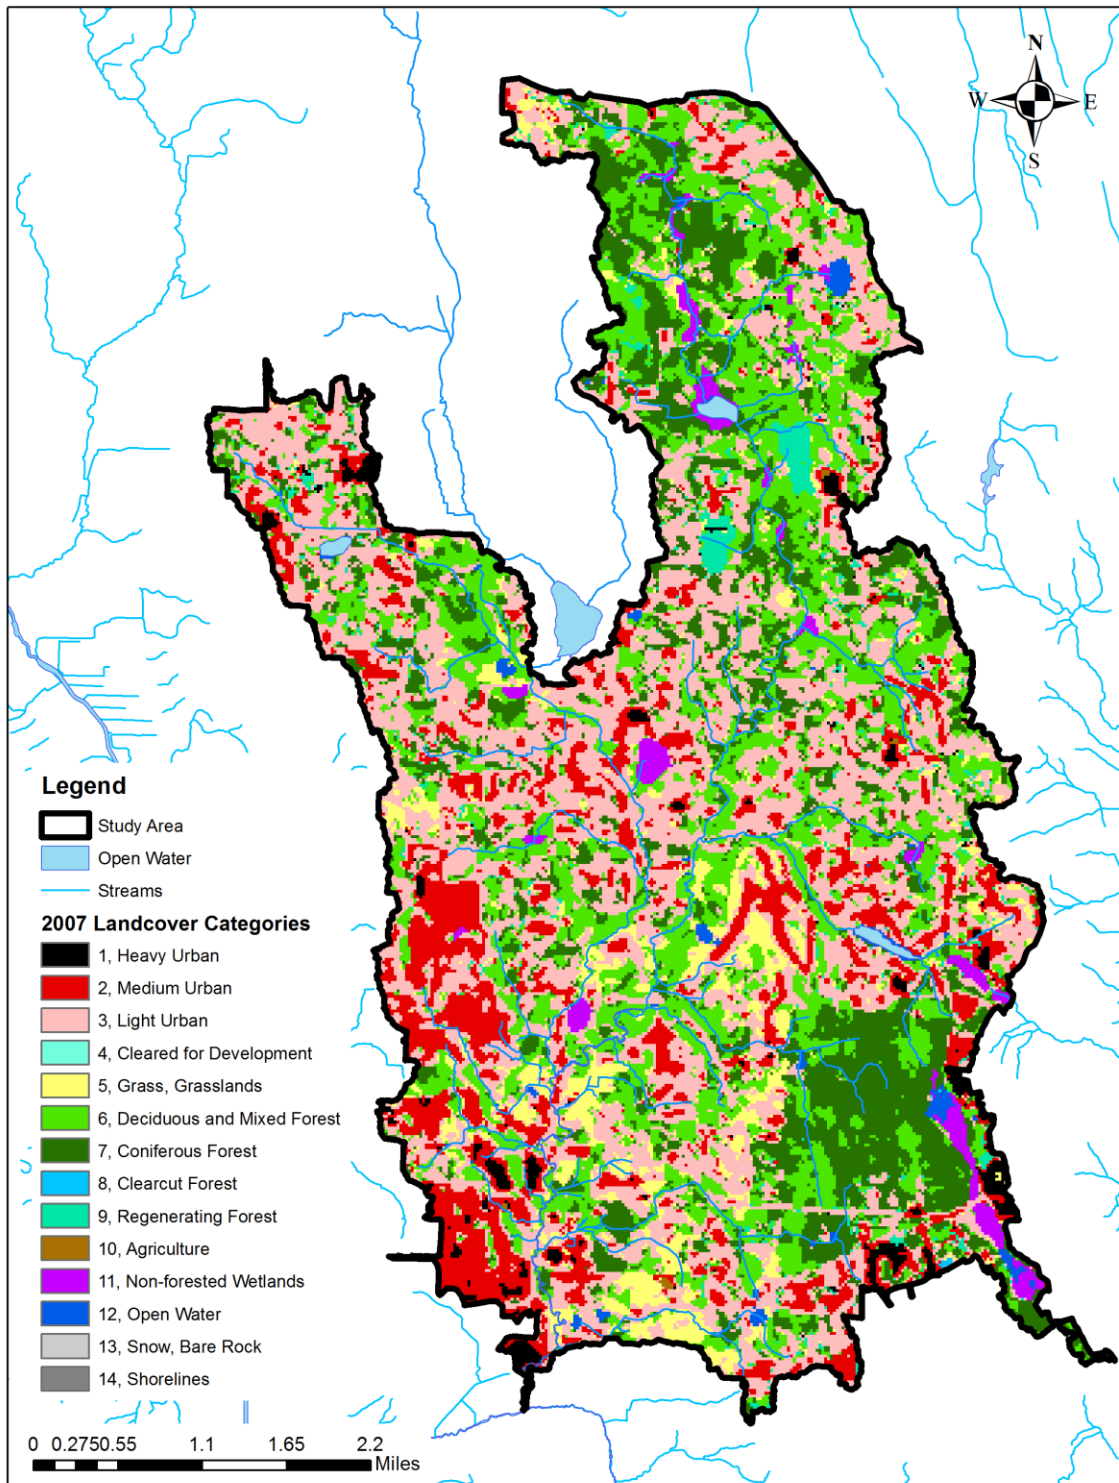 N
W E
S
Legend
Study Area
Open Water
Streams
2007 Landcover Categories
1, Heavy Urban
2, Medium Urban
3, Light Urban
4, Cleared for Development
5, Grass, Grasslands
6, Deciduous and Mixed Forest
7, Coniferous Forest
8, Clearcut Forest
9, Regenerating Forest
10, Agriculture
11, Non-forested Wetlands
12, Open Water
13, Snow, Bare Rock
14, Shorelines
0 0.2750.55 1.1 1.65 2.2
Miles